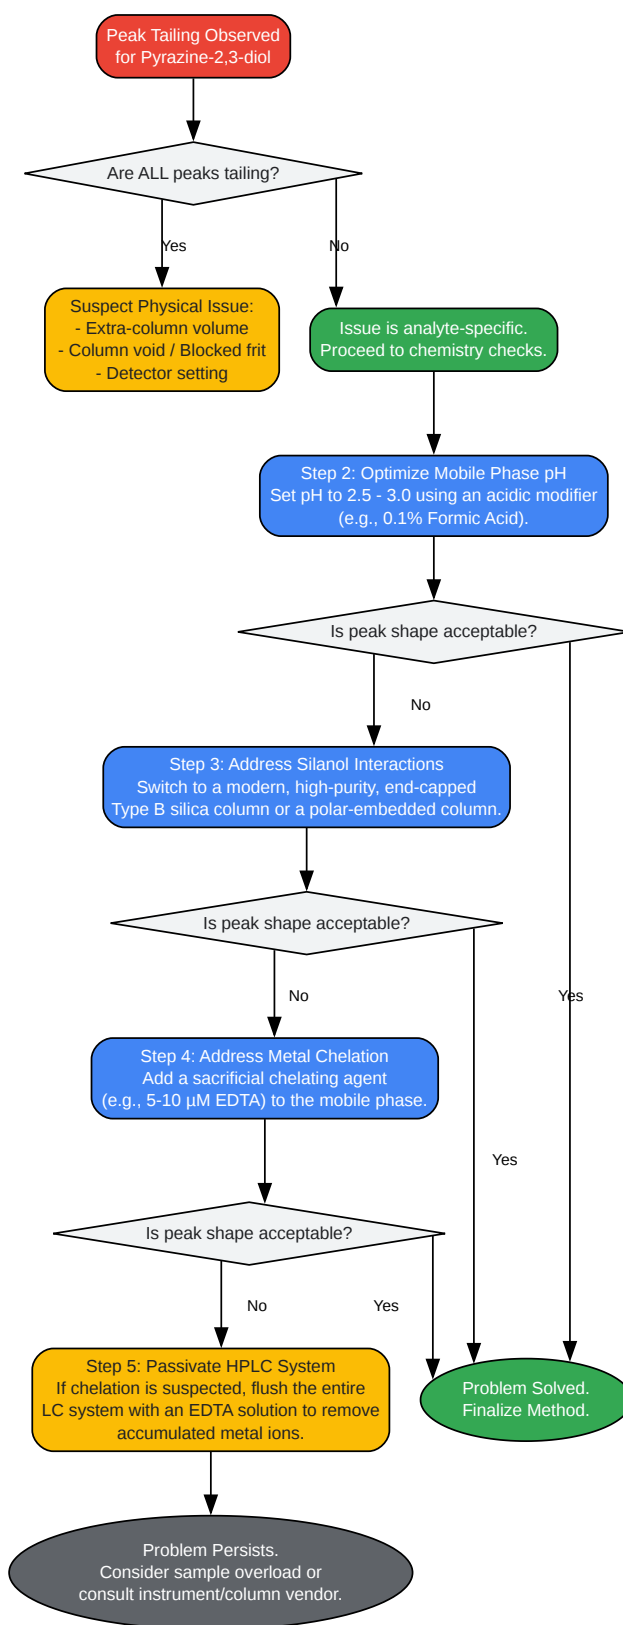 Peak Tailing Observed
for Pyrazine-2,3-diol
Are ALL peaks tailing?
Yes
No
Suspect Physical Issue:
- Extra-column volume
- Column void / Blocked frit
- Detector setting
Issue is analyte-specific.
Proceed to chemistry checks.
Step 2: Optimize Mobile Phase pH
Set pH to 2.5 - 3.0 using an acidic modifier
(e.g., 0.1% Formic Acid).
Is peak shape acceptable?
No
Step 3: Address Silanol Interactions
Switch to a modern, high-purity, end-capped
Type B silica column or a polar-embedded column.
Is peak shape acceptable?
No
Yes
Step 4: Address Metal Chelation
Add a sacrificial chelating agent
(e.g., 5-10 µM EDTA) to the mobile phase.
Yes
Is peak shape acceptable?
No
Yes
Step 5: Passivate HPLC System
If chelation is suspected, flush the entire
LC system with an EDTA solution to remove
accumulated metal ions.
Problem Solved.
Finalize Method.
Problem Persists.
Consider sample overload or
consult instrument/column vendor.